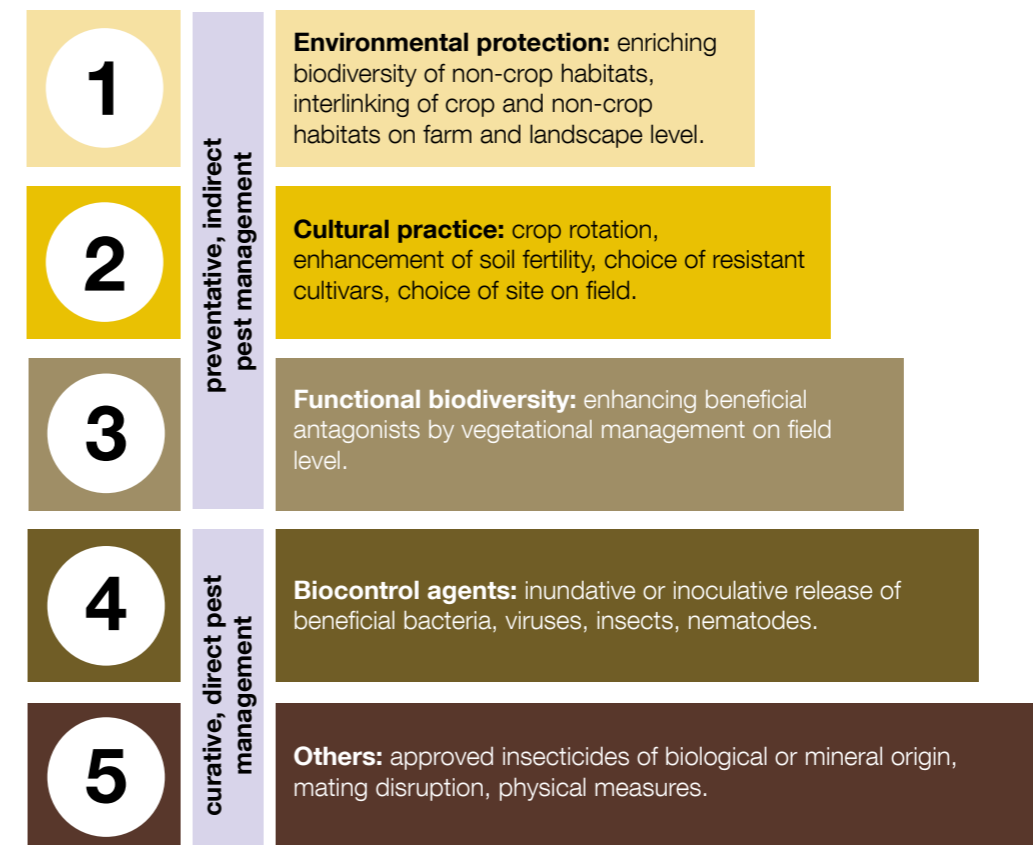 1
Environmental protection: enriching
biodiversity of non-crop habitats,
interlinking of crop and non-crop
habitats on farm and landscape level.
preventative, indirect
pest management
2
Cultural practice: crop rotation,
enhancement of soil fertility, choice of resistant
cultivars, choice of site on field.
3
Functional biodiversity: enhancing beneficial
antagonists by vegetational management on field
level.
4
Biocontrol agents: inundative or inoculative release of
beneficial bacteria, viruses, insects, nematodes.
curative, direct pest
management
5
Others: approved insecticides of biological or mineral origin,
mating disruption, physical measures.